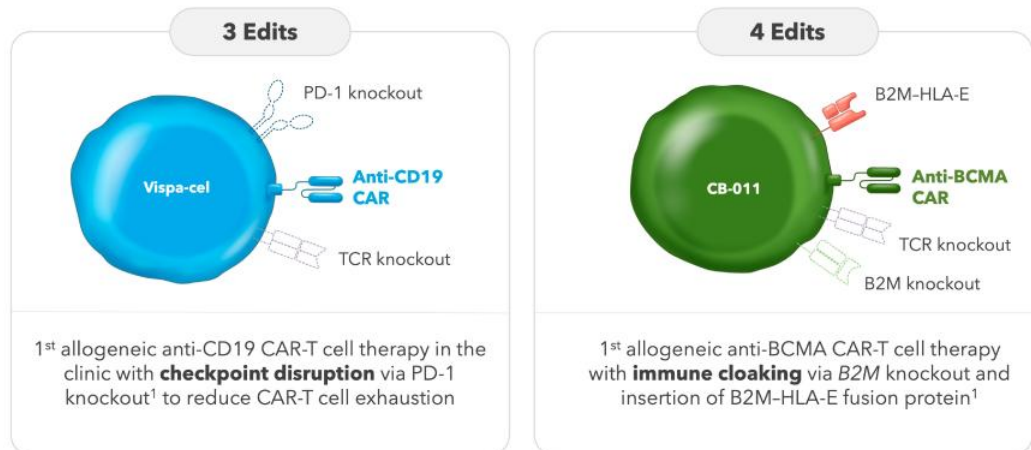 3 Edits
PD-1 knockout
Vispa-cel
Anti-CD19
CAR
TCR knockout
1st allogeneic anti-CD19 CAR-T cell therapy in the
clinic with checkpoint disruption via PD-1
knockout1 to reduce CAR-T cell exhaustion
4 Edits
B2M–HLA-E
CB-011
Anti-BCMA
CAR
TCR knockout
B2M knockout
1st allogeneic anti-BCMA CAR-T cell therapy
with immune cloaking via B2M knockout and
insertion of B2M–HLA-E fusion protein1